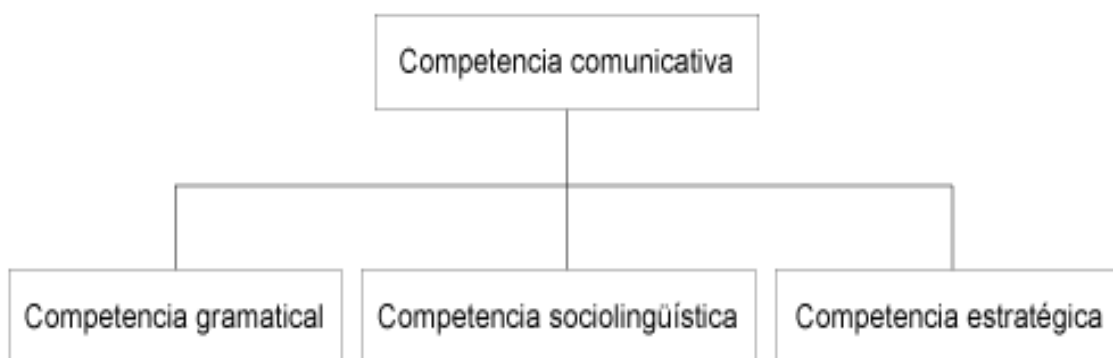 Competencia comunicativa
Competencia gramatical
Competencia sociolingüística
Competencia estratégica